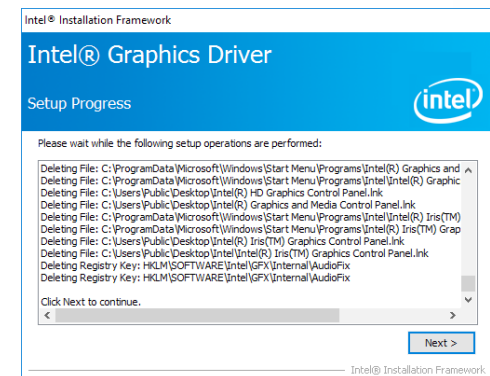 Intel® Installation Framework
Intel® Graphics Driver
Setup Progress
intel
Please wait while the following setup operations are performed:
Deleting File: C:\ProgramData\Microsoft\Windows\Start Menu\Programs\Intel(R) Graphics and
Deleting File: C:\ProgramData\Microsoft\Windows\Start Menu\Programs\Intel\Intel(R) Graphic
Deleting File: C:\Users\Public\Desktop\Intel(R) HD Graphics Control Panel.lnk
Deleting File: C:\Users\Public\Desktop\Intel(R) Graphics and Media Control Panel.lnk
Deleting File: C:\ProgramData\Microsoft\Windows\Start Menu\Programs\Intel\Intel(R) Iris(TM)
Deleting File: C:\ProgramData\Microsoft\Windows\Start Menu\Programs\Intel(R) Iris(TM) Grap
Deleting File: C:\Users\Public\Desktop\Intel(R) Iris(TM) Graphics Control Panel.lnk
Deleting File: C:\Users\Public\Desktop\Intel\Intel(R) Iris(TM) Graphics Control Panel.lnk
Deleting Registry Key: HKLM\SOFTWARE\Intel\GFX\Internal\AudioFix
Deleting Registry Key: HKLM\SOFTWARE\Intel\GFX\Internal\AudioFix
Click Next to continue.
Next >
Intel® Installation Framework